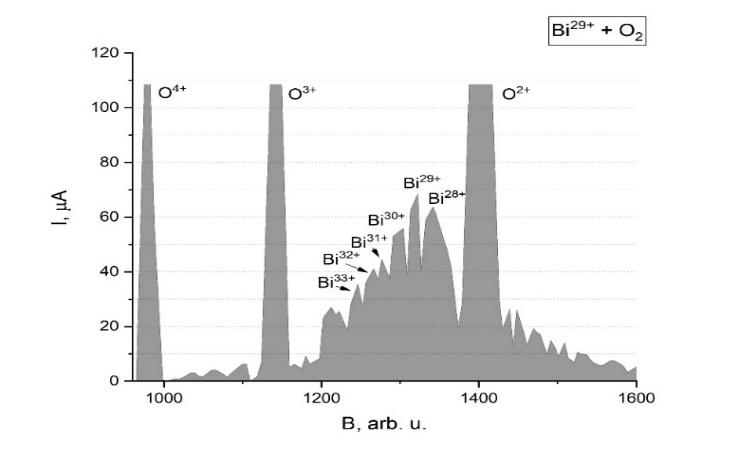 Bi²⁹⁺ + O₂
120
100
80
60
40
20
0
I, µA
O⁴⁺
O³⁺
O²⁺
Bi²⁹⁺
Bi²⁸⁺
Bi³⁰⁺
Bi³¹⁺
Bi³²⁺
Bi³³⁺
1000
1200
1400
1600
B, arb. u.